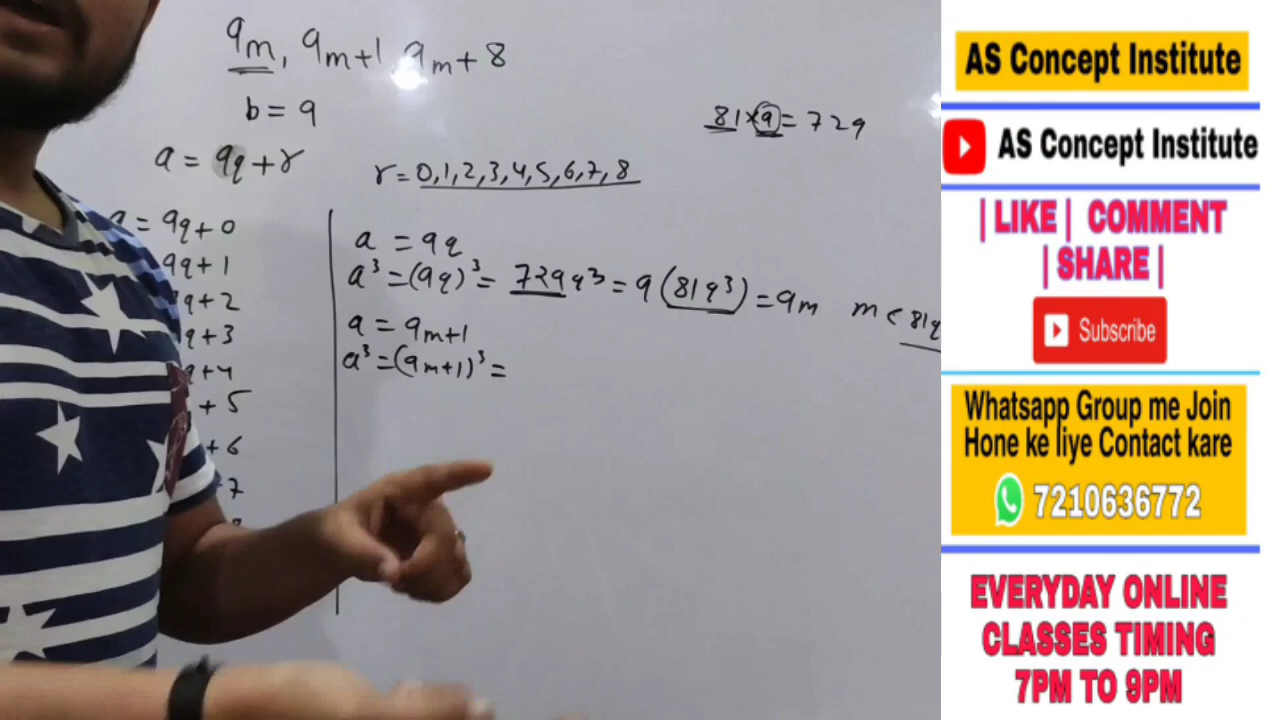 9m, 9m+1 9m+8
b = 9
81×9 = 729
a = 9q+r
r = 0,1,2,3,4,5,6,7,8
a = 9q+0
9q+1
q+2
q+3
q+4
+5
+6
7
a = 9q
a³ = (9q)³ = 729q³ = 9(81q³) = 9m m < 81q
a = 9m+1
a³ = (9m+1)³ =
AS Concept Institute
AS Concept Institute
| LIKE | COMMENT
| SHARE |
Subscribe
Whatsapp Group me Join
Hone ke liye Contact kare
7210636772
EVERYDAY ONLINE
CLASSES TIMING
7PM TO 9PM